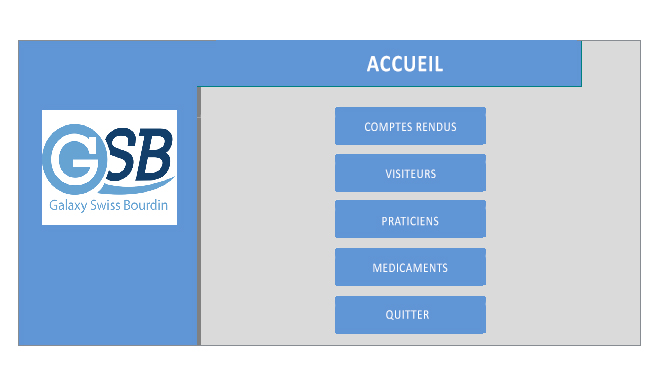 ACCUEIL
GSB
Galaxy Swiss Bourdin
COMPTES RENDUS
VISITEURS
PRATICIENS
MEDICAMENTS
QUITTER